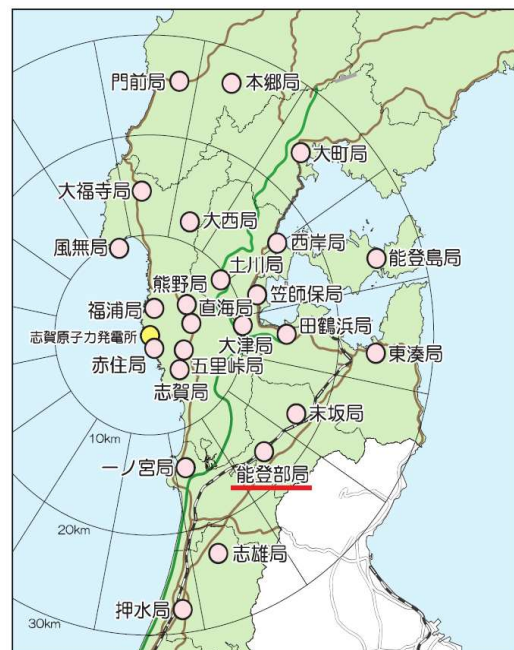 門前局
本郷局
大町局
大福寺局
大西局
風無局
西岸局
能登島局
土川局
熊野局
笠師保局
福浦局
直海局
志賀原子力発電所
田鶴浜局
大津局
赤住局
東湊局
五里峠局
志賀局
末坂局
10km
一ノ宮局
能登部局
20km
志雄局
押水局
30km